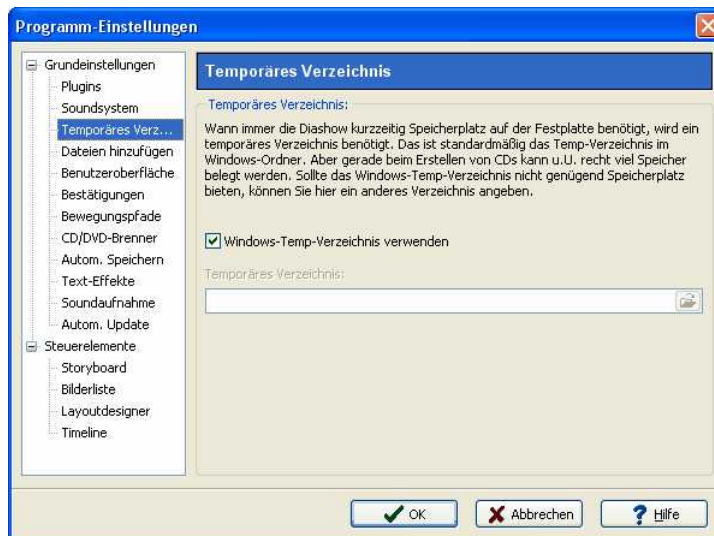 Programm-Einstellungen
Grundeinstellungen
Plugins
Soundsystem
Temporäres Verz...
Dateien hinzufügen
Benutzeroberfläche
Bestätigungen
Bewegungspfade
CD/DVD-Brenner
Autom. Speichern
Text-Effekte
Soundaufnahme
Autom. Update
Steuerelemente
Storyboard
Bilderliste
Layoutdesigner
Timeline
Temporäres Verzeichnis
Temporäres Verzeichnis:
Wann immer die Diashow kurzzeitig Speicherplatz auf der Festplatte benötigt, wird ein
temporäres Verzeichnis benötigt. Das ist standardmäßig das Temp-Verzeichnis im
Windows-Ordner. Aber gerade beim Erstellen von CDs kann u.U. recht viel Speicher
belegt werden. Sollte das Windows-Temp-Verzeichnis nicht genügend Speicherplatz
bieten, können Sie hier ein anderes Verzeichnis angeben.
Windows-Temp-Verzeichnis verwenden
Temporäres Verzeichnis:
OK
Abbrechen
Hilfe